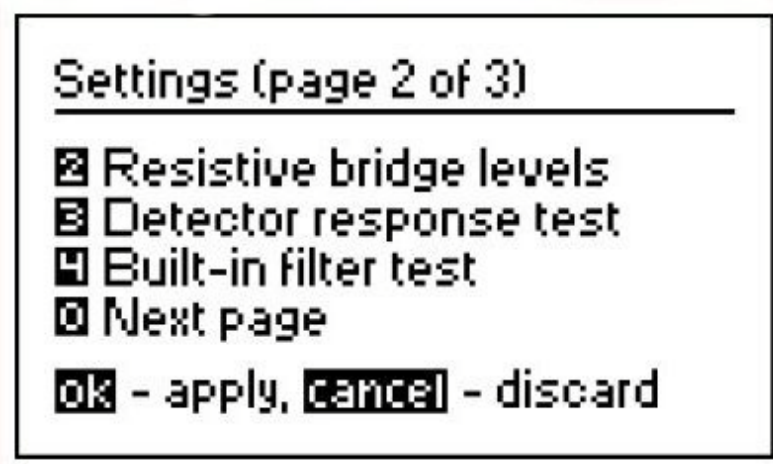 Settings (page 2 of 3)
2 Resistive bridge levels
3 Detector response test
4 Built-in filter test
0 Next page
ok - apply, cancel - discard